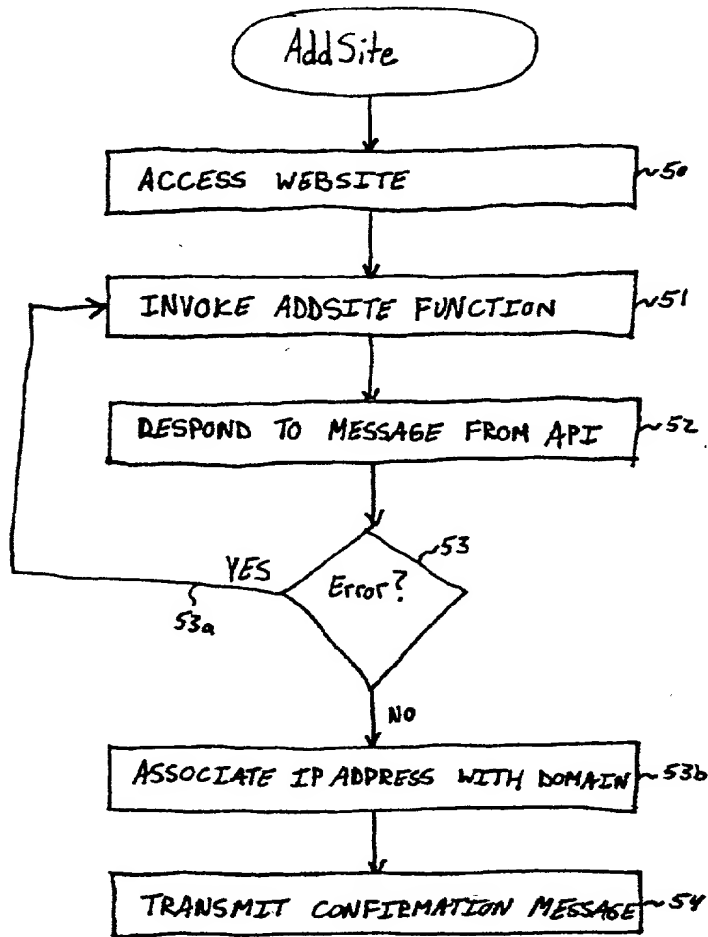 AddSite
ACCESS WEBSITE
50
INVOKE ADDSITE FUNCTION
51
RESPOND TO MESSAGE FROM API
52
53
YES
Error?
53a
NO
ASSOCIATE IP ADDRESS WITH DOMAIN
53b
TRANSMIT CONFIRMATION MESSAGE
54